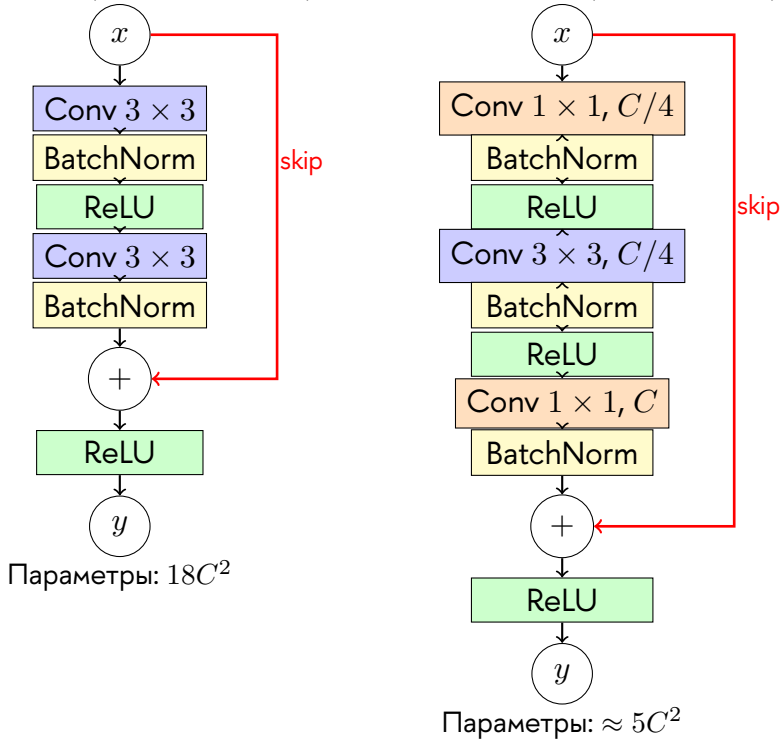 x
Conv 3 × 3
BatchNorm
ReLU
Conv 3 × 3
BatchNorm
skip
+
ReLU
y
Параметры: 18C²
x
Conv 1 × 1, C/4
BatchNorm
ReLU
Conv 3 × 3, C/4
BatchNorm
ReLU
Conv 1 × 1, C
BatchNorm
skip
+
ReLU
y
Параметры: ≈ 5C²